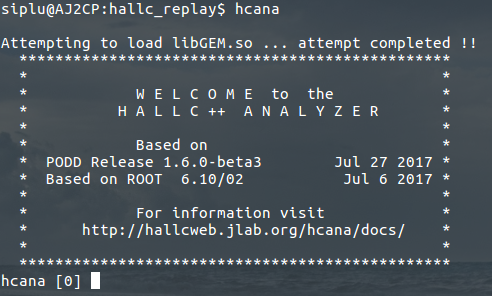 siplu@AJ2CP:hallc_replay$ hcana
Attempting to load libGEM.so ... attempt completed !!
************************************************
* *
* W E L C O M E to the *
* H A L L C ++ A N A L Y Z E R *
* *
* Based on *
* PODD Release 1.6.0-beta3 Jul 27 2017 *
* Based on ROOT 6.10/02 Jul 6 2017 *
* *
* For information visit *
* http://hallcweb.jlab.org/hcana/docs/ *
* *
************************************************
hcana [0]